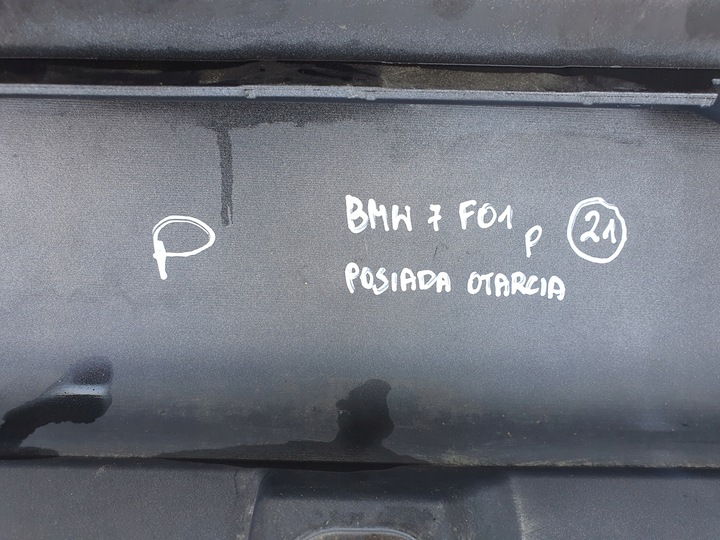 P
BMW 7 F01 P 21
POSIADA OTARCIA